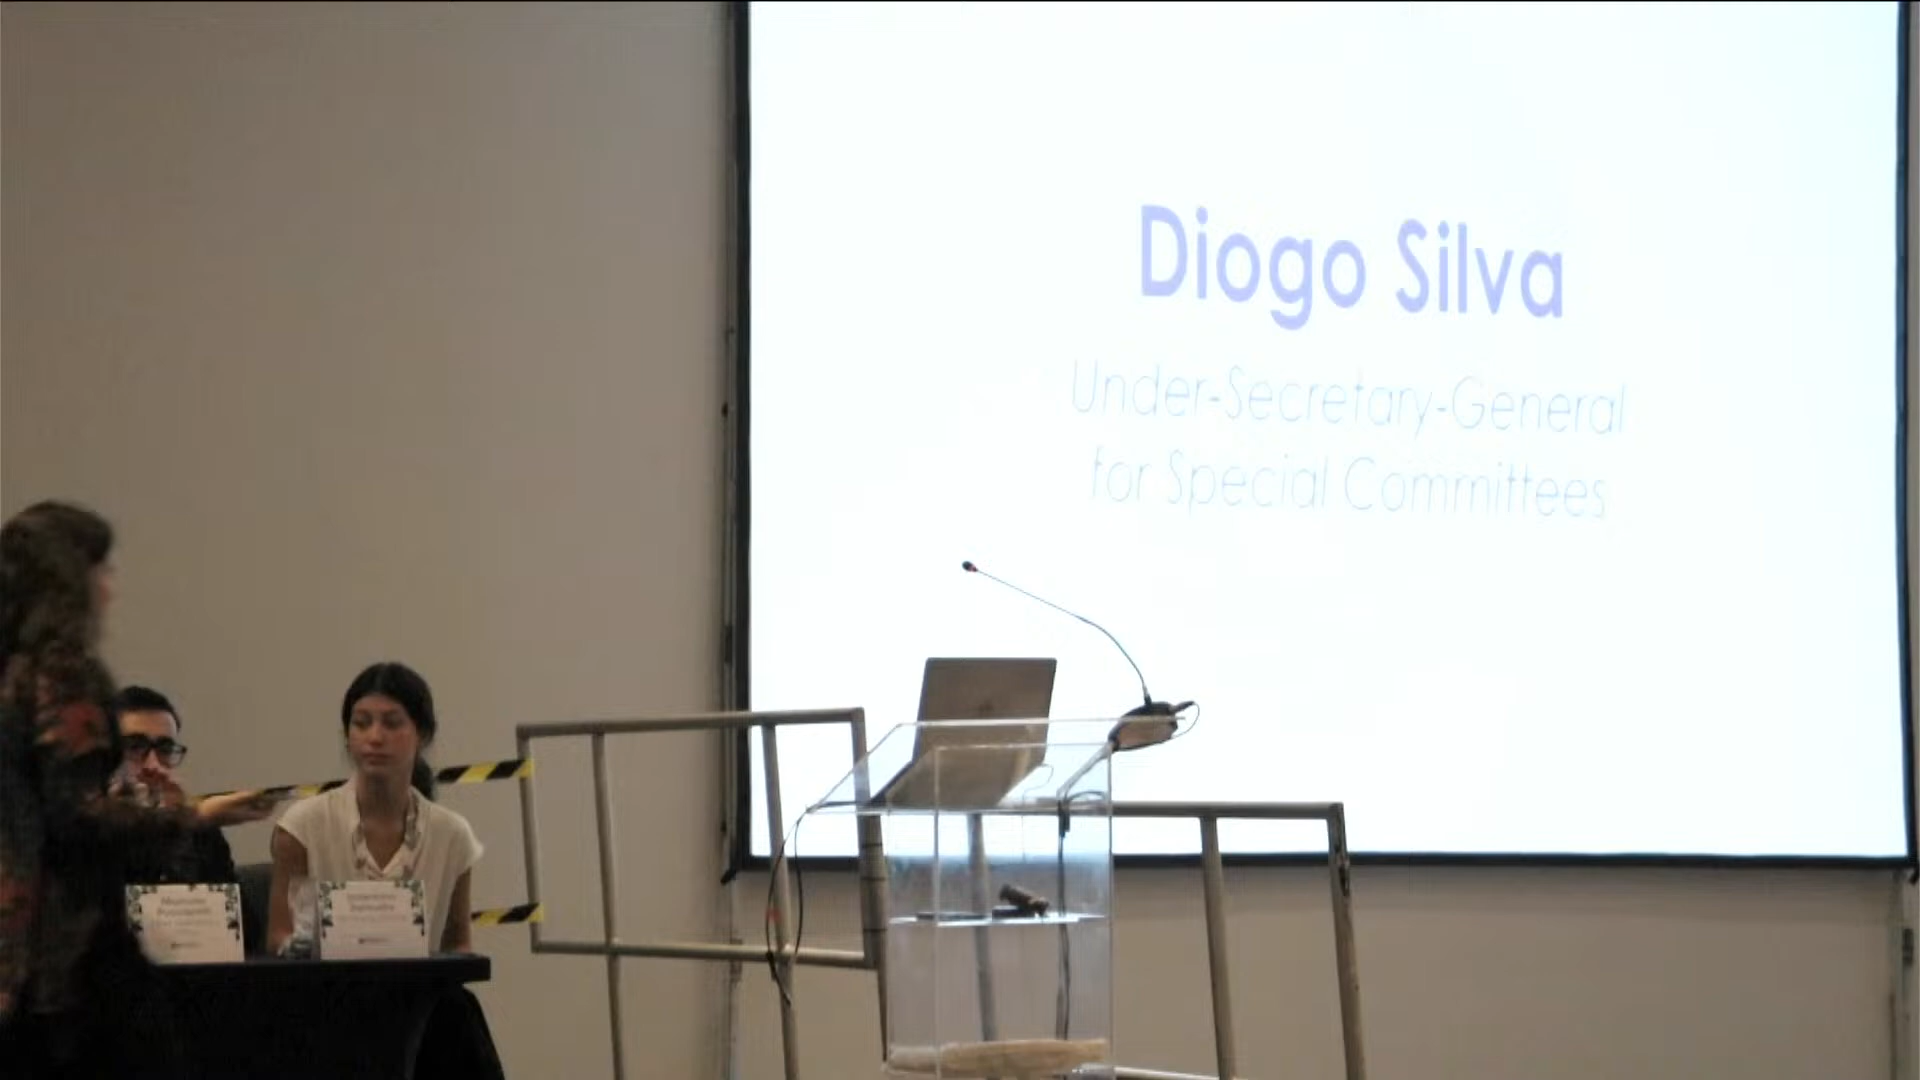 Diogo Silva
Under-Secretary-General
for Special Committees